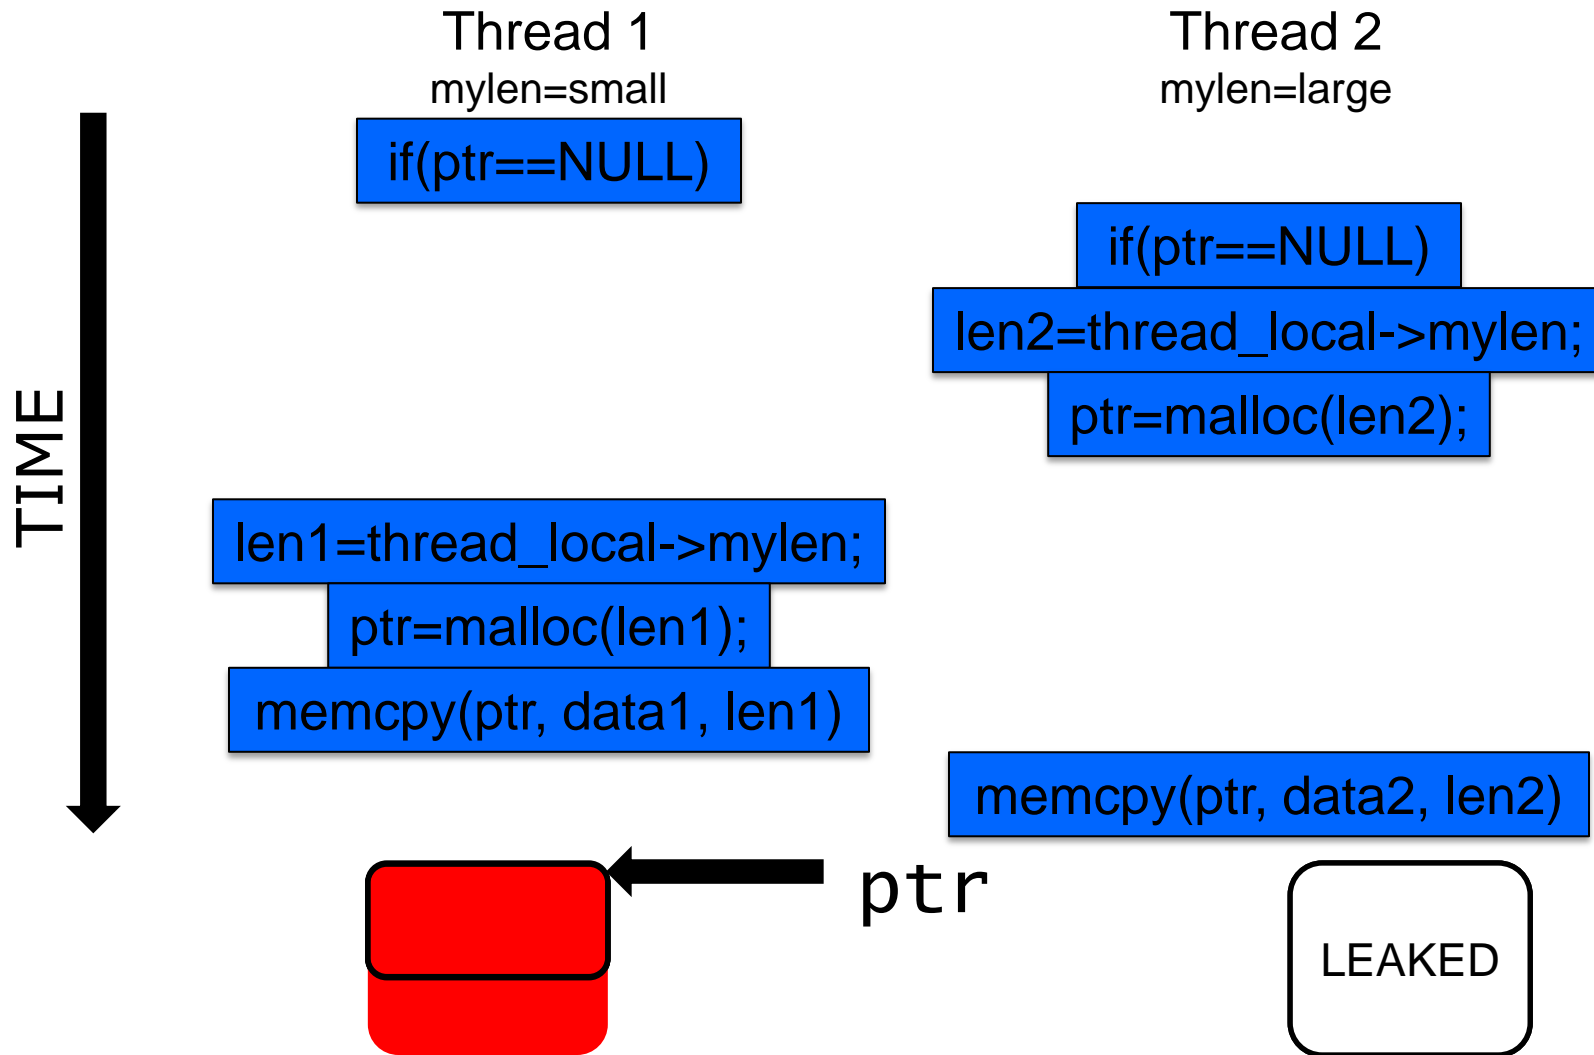 Thread 1
mylen=small
Thread 2
mylen=large
if(ptr==NULL)
if(ptr==NULL)
len2=thread_local->mylen;
ptr=malloc(len2);
TIME
len1=thread_local->mylen;
ptr=malloc(len1);
memcpy(ptr, data1, len1)
memcpy(ptr, data2, len2)
ptr
LEAKED